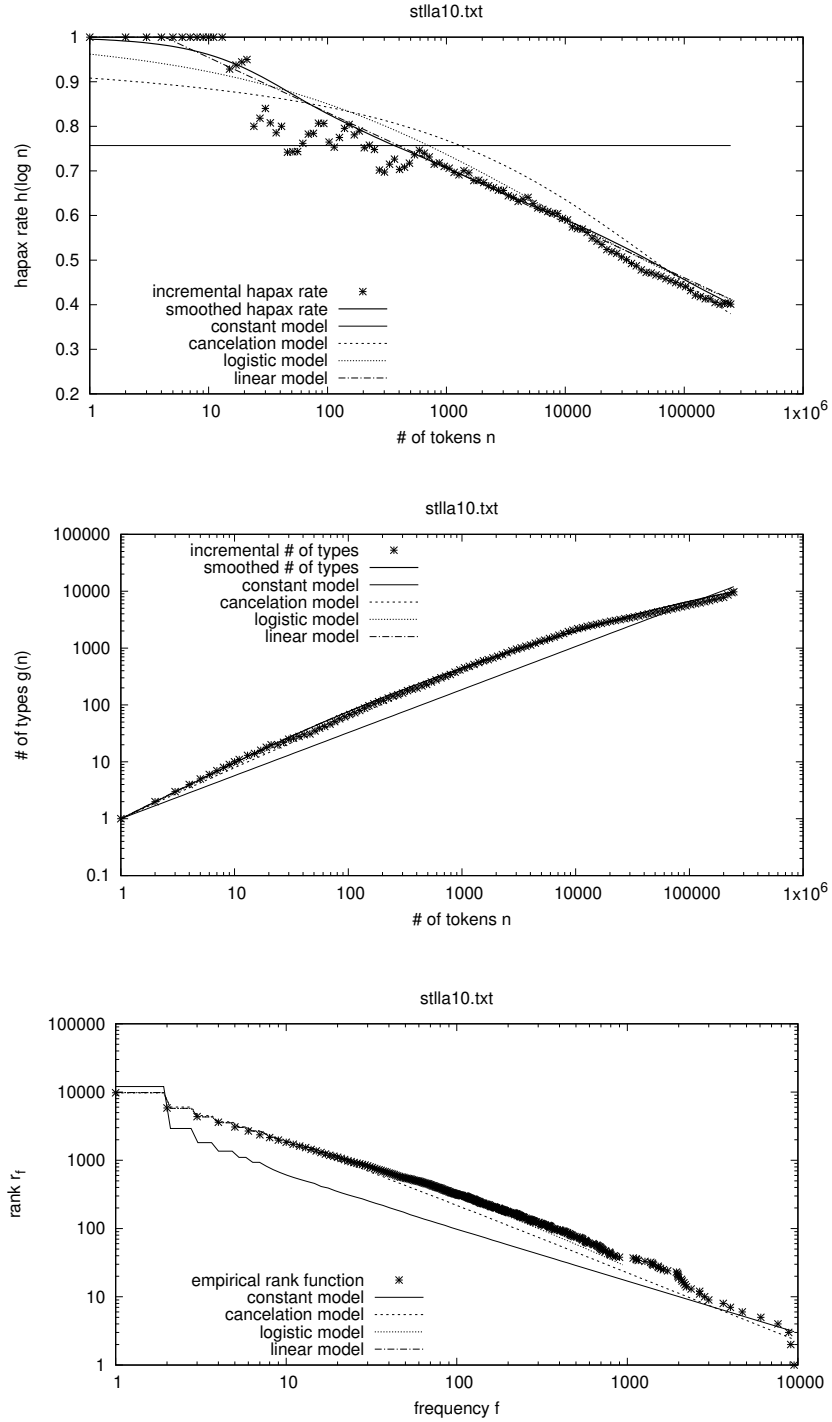 stlla10.txt
1
0.9
0.8
0.7
0.6
0.5
0.4
0.3
0.2
hapax rate h(log n)
incremental hapax rate
smoothed hapax rate
constant model
cancelation model
logistic model
linear model
1 10 100 1000 10000 100000 1x10^6
# of tokens n
stlla10.txt
100000
10000
1000
100
10
1
0.1
# of types g(n)
incremental # of types
smoothed # of types
constant model
cancelation model
logistic model
linear model
1 10 100 1000 10000 100000 1x10^6
# of tokens n
stlla10.txt
100000
10000
1000
100
10
1
rank r_f
empirical rank function
constant model
cancelation model
logistic model
linear model
1 10 100 1000 10000
frequency f